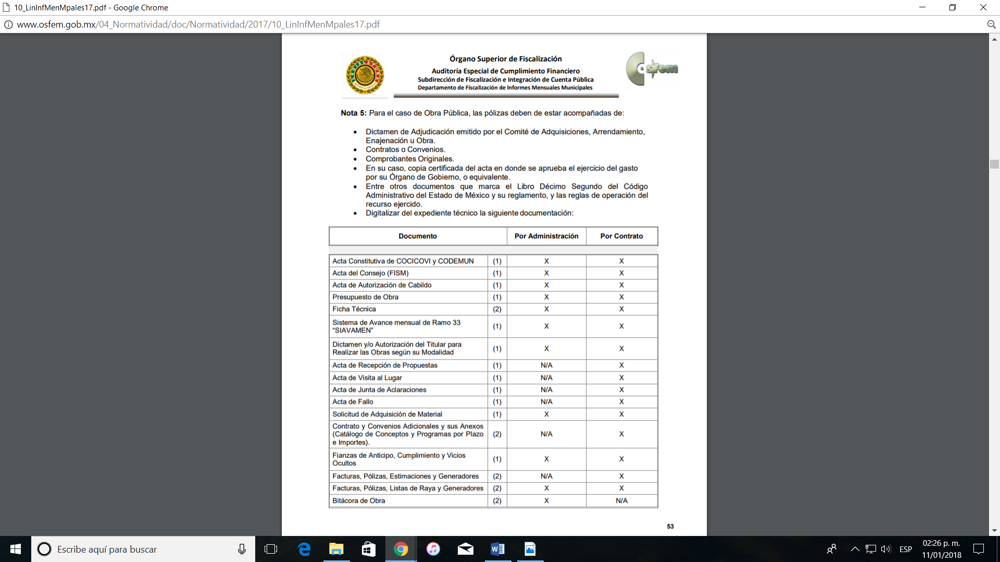 10_LinInfMenMpales17.pdf - Google Chrome
www.osfem.gob.mx/04_Normatividad/doc/Normatividad/2017/10_LinInfMenMpales17.pdf
Órgano Superior de Fiscalización
Auditoría Especial de Cumplimiento Financiero
Subdirección de Fiscalización e Integración de Cuenta Pública
Departamento de Fiscalización de Informes Mensuales Municipales
osfem
Nota 5: Para el caso de Obra Pública, las pólizas deben de estar acompañadas de:
• Dictamen de Adjudicación emitido por el Comité de Adquisiciones, Arrendamiento,
Enajenación u Obra.
• Contratos o Convenios.
• Comprobantes Originales.
• En su caso, copia certificada del acta en donde se aprueba el ejercicio del gasto
por su Órgano de Gobierno, o equivalente.
• Entre otros documentos que marca el Libro Décimo Segundo del Código
Administrativo del Estado de México y su reglamento, y las reglas de operación del
recurso ejercido.
• Digitalizar del expediente técnico la siguiente documentación:
Documento Por Administración Por Contrato
Acta Constitutiva de COCICOVI y CODEMUN (1) X X
Acta del Consejo (FISM) (1) X X
Acta de Autorización de Cabildo (1) X X
Presupuesto de Obra (1) X X
Ficha Técnica (2) X X
Sistema de Avance mensual de Ramo 33
"SIAVAMEN" (1) X X
Dictamen y/o Autorización del Titular para
Realizar las Obras según su Modalidad (1) X X
Acta de Recepción de Propuestas (1) N/A X
Acta de Visita al Lugar (1) N/A X
Acta de Junta de Aclaraciones (1) N/A X
Acta de Fallo (1) N/A X
Solicitud de Adquisición de Material (1) X X
Contrato y Convenios Adicionales y sus Anexos
(Catálogo de Conceptos y Programas por Plazo (2) N/A X
e Importes).
Fianzas de Anticipo, Cumplimiento y Vicios
Ocultos (1) X X
Facturas, Pólizas, Estimaciones y Generadores (2) N/A X
Facturas, Pólizas, Listas de Raya y Generadores (2) X X
Bitácora de Obra (2) X N/A
53
Escribe aquí para buscar
ESP
02:26 p. m.
11/01/2018